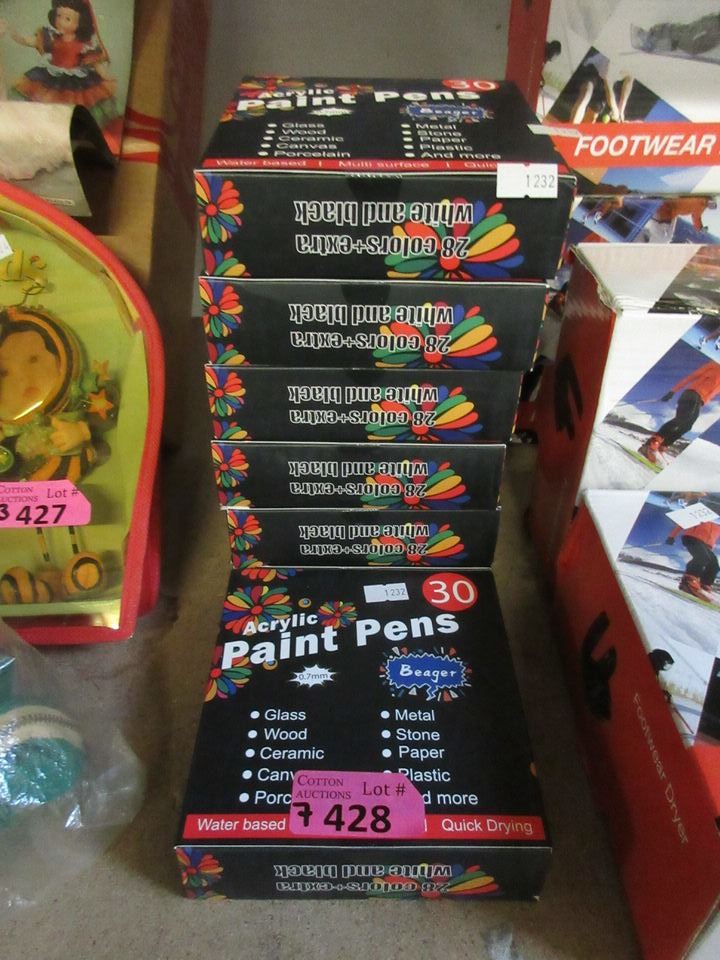 Acrylic
Paint Pens
30
Beager
Glass
Wood
Ceramic
Canvas
Porcelain
Metal
Stone
Paper
Plastic
And more
Water based | Multi surface |
1232
28 colors+extra
white and black
28 colors+extra
white and black
28 colors+extra
white and black
28 colors+extra
white and black
28 colors+extra
white and black
1232
30
Acrylic
Paint Pens
0.7mm
Beager
Glass
Wood
Ceramic
Metal
Stone
Paper
Plastic
more
Water based
Quick Drying
COTTON AUCTIONS Lot #
7 428
28 colors+extra
white and black
COTTON AUCTIONS Lot #
3 427
FOOTWEAR
Footwear Dryer